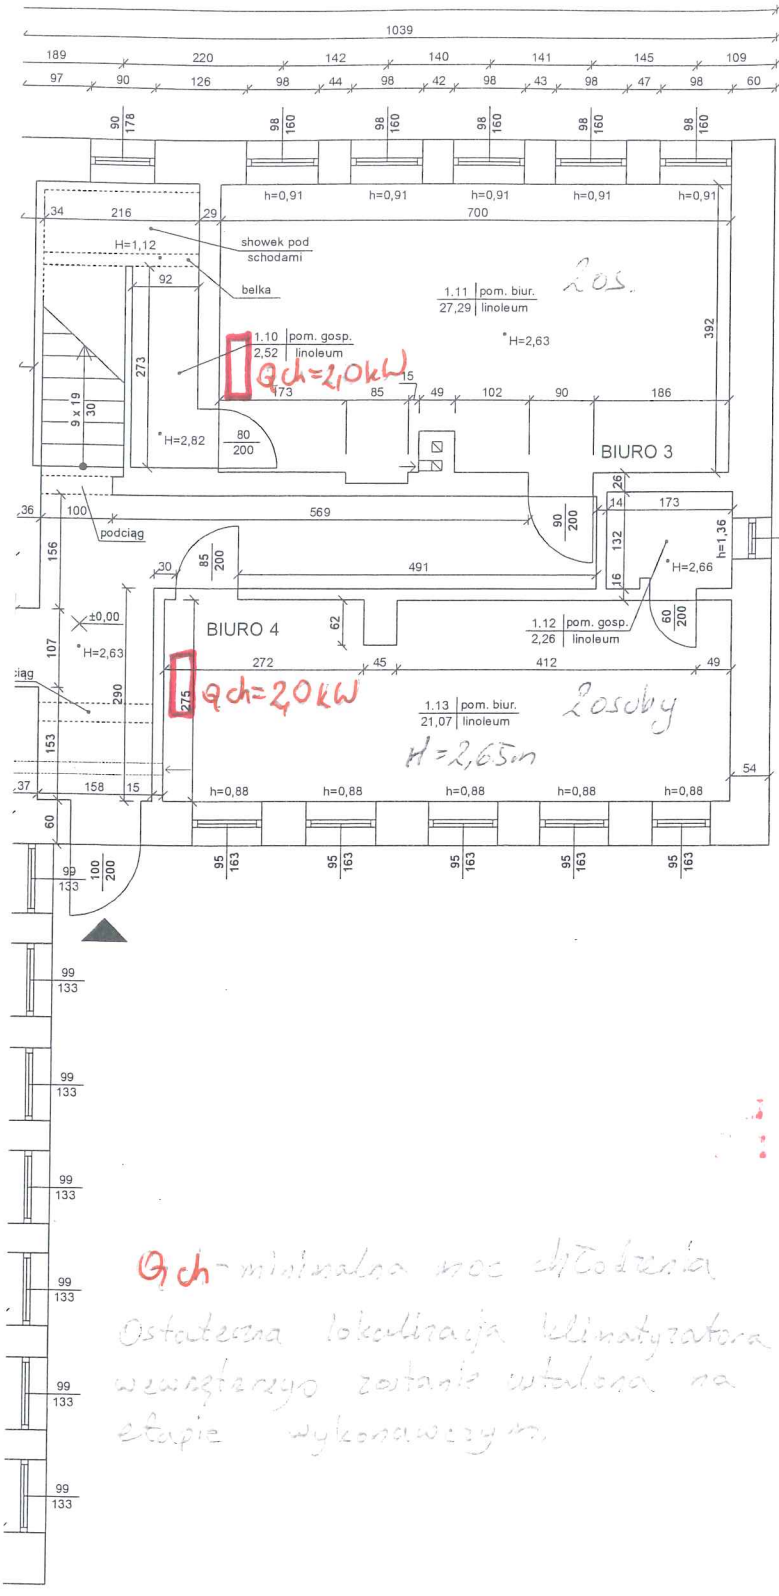 1039
189 220 142 140 141 145 109
97 90 126 98 44 98 42 98 43 98 47 98 60
90 178 98 160 98 160 98 160 98 160 98 160
h=0,91 h=0,91 h=0,91 h=0,91 h=0,91
34 216 29 700
showek pod
schodami
H=1,12
belka
92
1.11 pom. biur.
27,29 linoleum
2os.
H=2,63
392
1.10 pom. gosp.
2,52 linoleum
Qch=2,0kW
273
9 x 19
30
15
173 85 49 102 90 186
H=2,82
80
200
BIURO 3
26
36 100 569 14 173
podciąg
90
200
156
132
h=1,36
H=2,66
85
200
30 491
16
±0,00
H=2,63
BIURO 4
62
1.12 pom. gosp.
2,26 linoleum
60
200
107
ciąg
290
272 45 412 49
275
Qch=2,0kW
1.13 pom. biur.
21,07 linoleum
2osoby
H=2,65m
153
54
37 158 15
h=0,88 h=0,88 h=0,88 h=0,88 h=0,88
60
95 163 95 163 95 163 95 163 95 163
100
200
99
133
99
133
99
133
99
133
99
133
99
133
99
133
Qch - minimalna moc chłodzenia
Ostateczna lokalizacja klimatyzatora
wewnętrznego zostanie ustalona na
etapie wykonawczym.